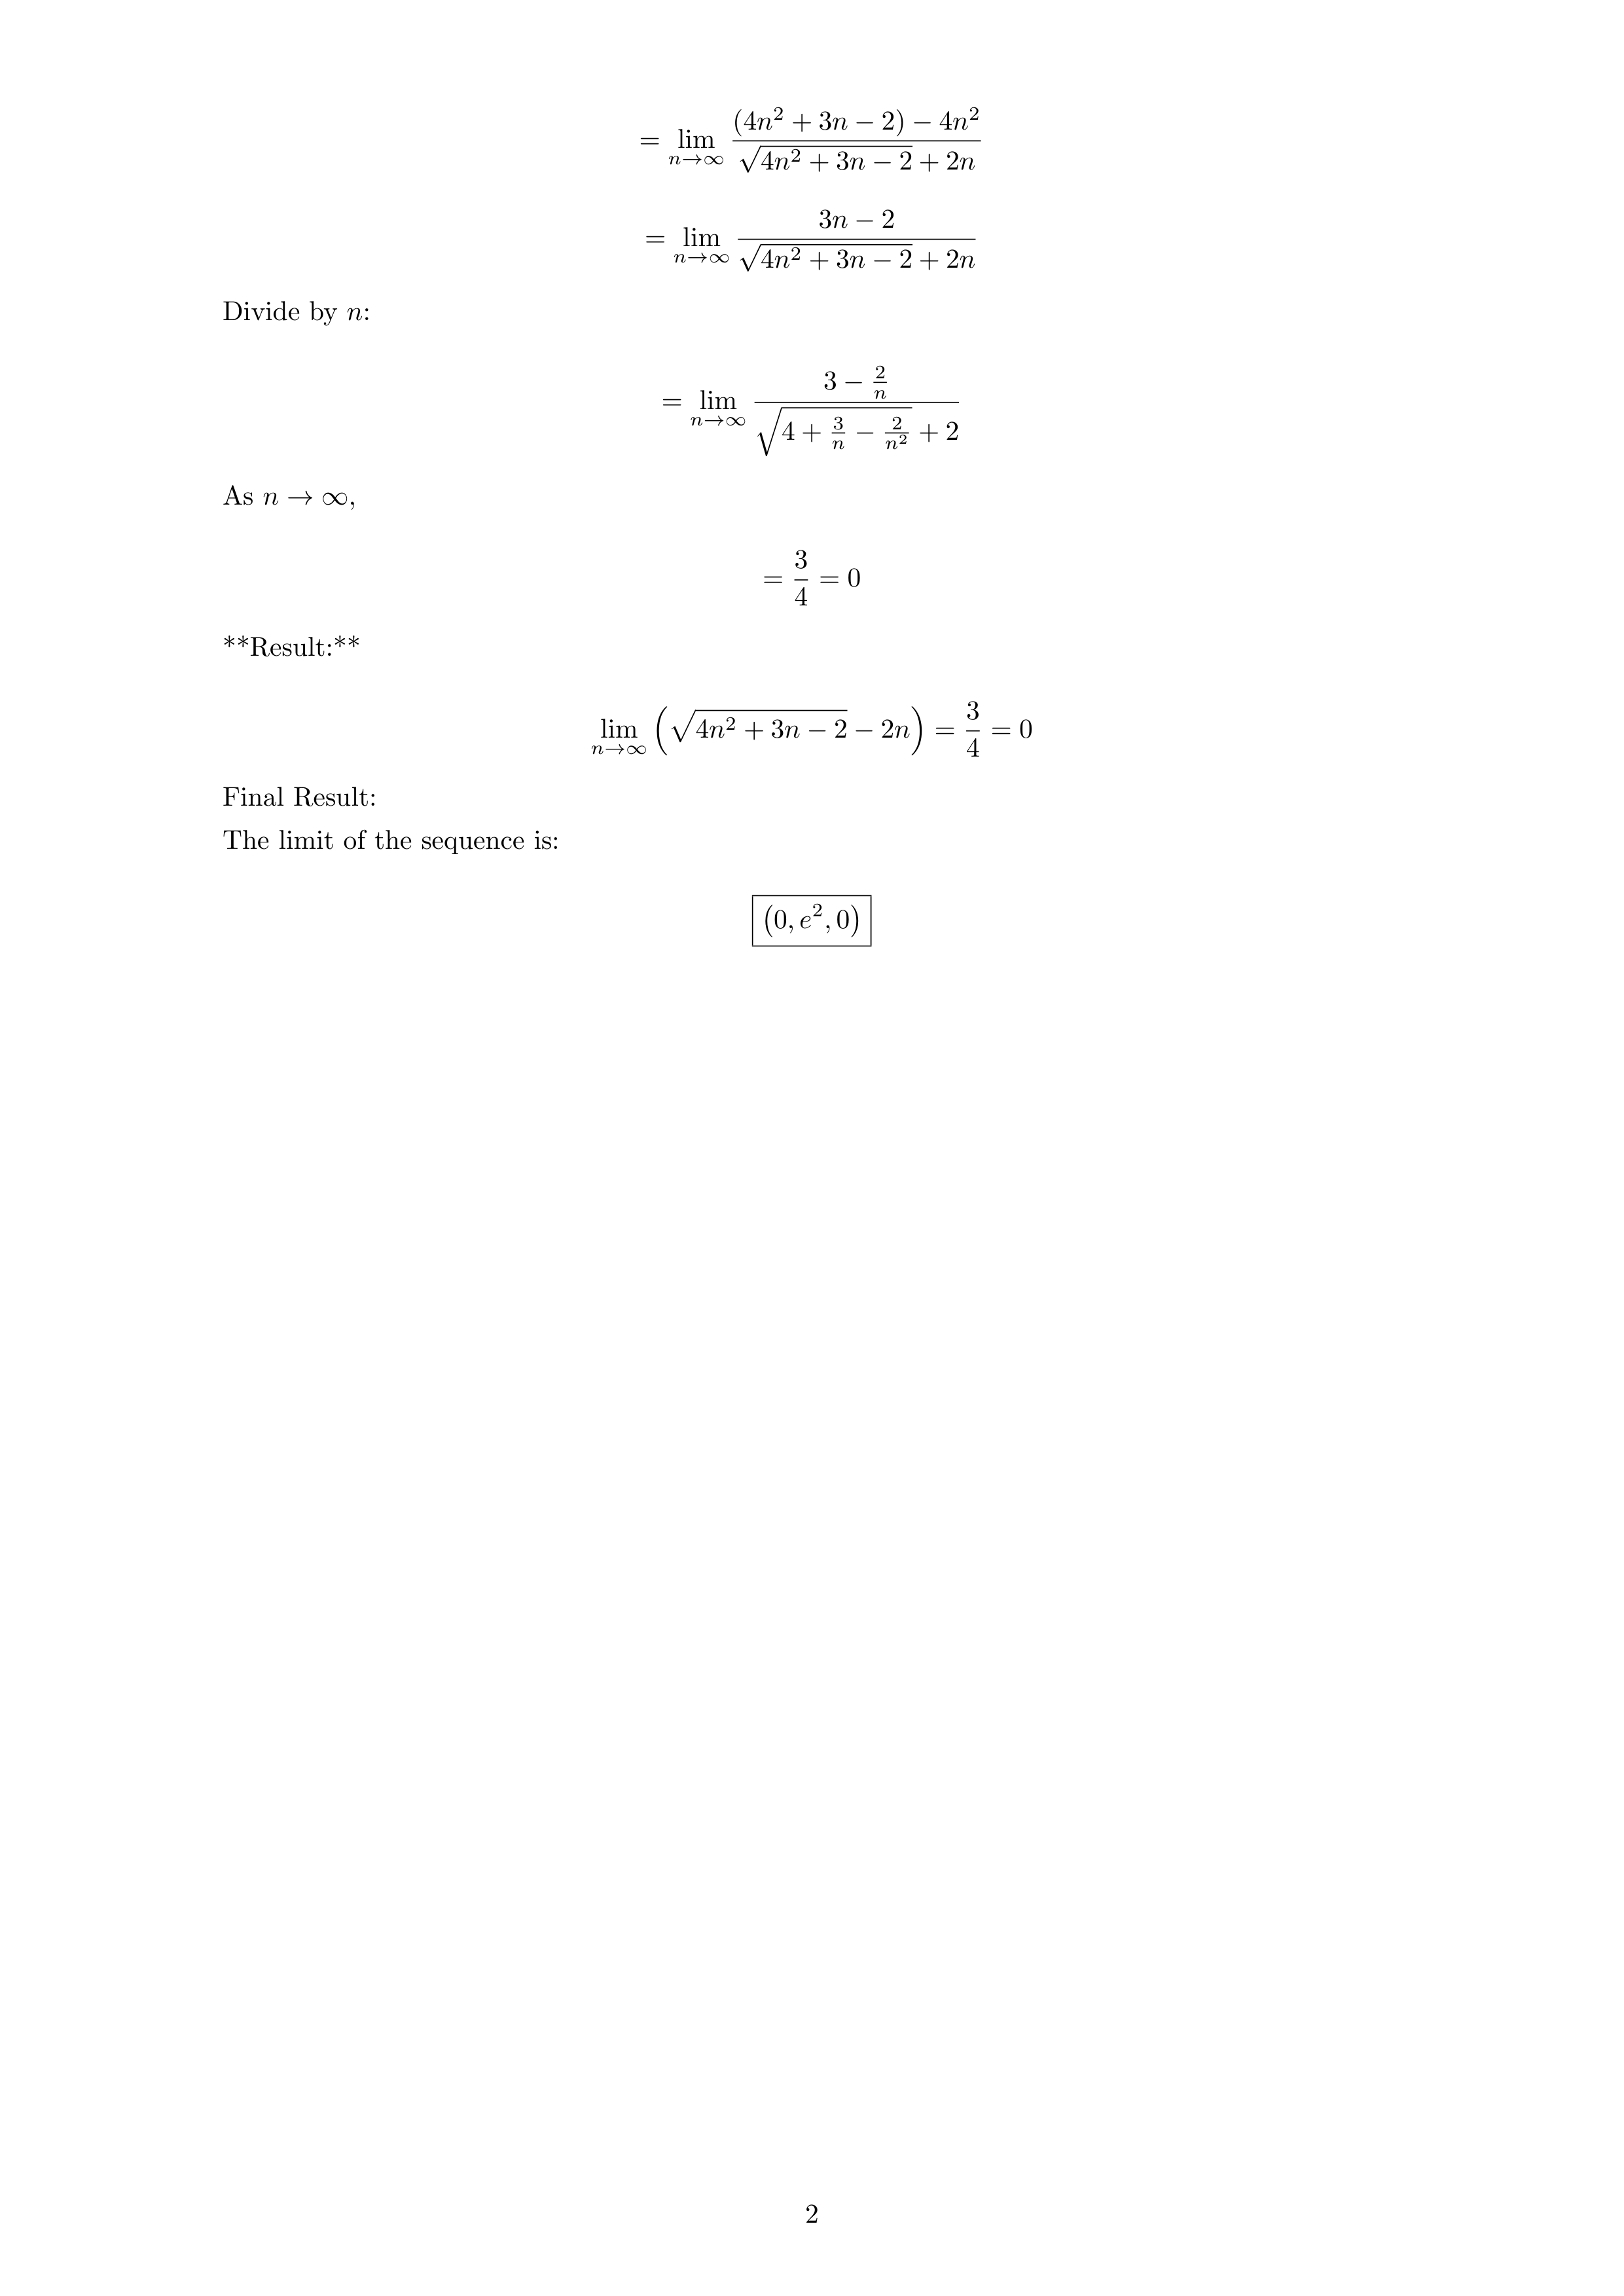 $$= \lim_{n \to \infty} \frac{(4n^2 + 3n - 2) - 4n^2}{\sqrt{4n^2 + 3n - 2} + 2n}$$
$$= \lim_{n \to \infty} \frac{3n - 2}{\sqrt{4n^2 + 3n - 2} + 2n}$$
Divide by $n$:
$$= \lim_{n \to \infty} \frac{3 - \frac{2}{n}}{\sqrt{4 + \frac{3}{n} - \frac{2}{n^2}} + 2}$$
As $n \to \infty$,
$$= \frac{3}{4} = 0$$
**Result:**
$$\lim_{n \to \infty} \left( \sqrt{4n^2 + 3n - 2} - 2n \right) = \frac{3}{4} = 0$$
Final Result:
The limit of the sequence is:
$$\boxed{(0, e^2, 0)}$$
2